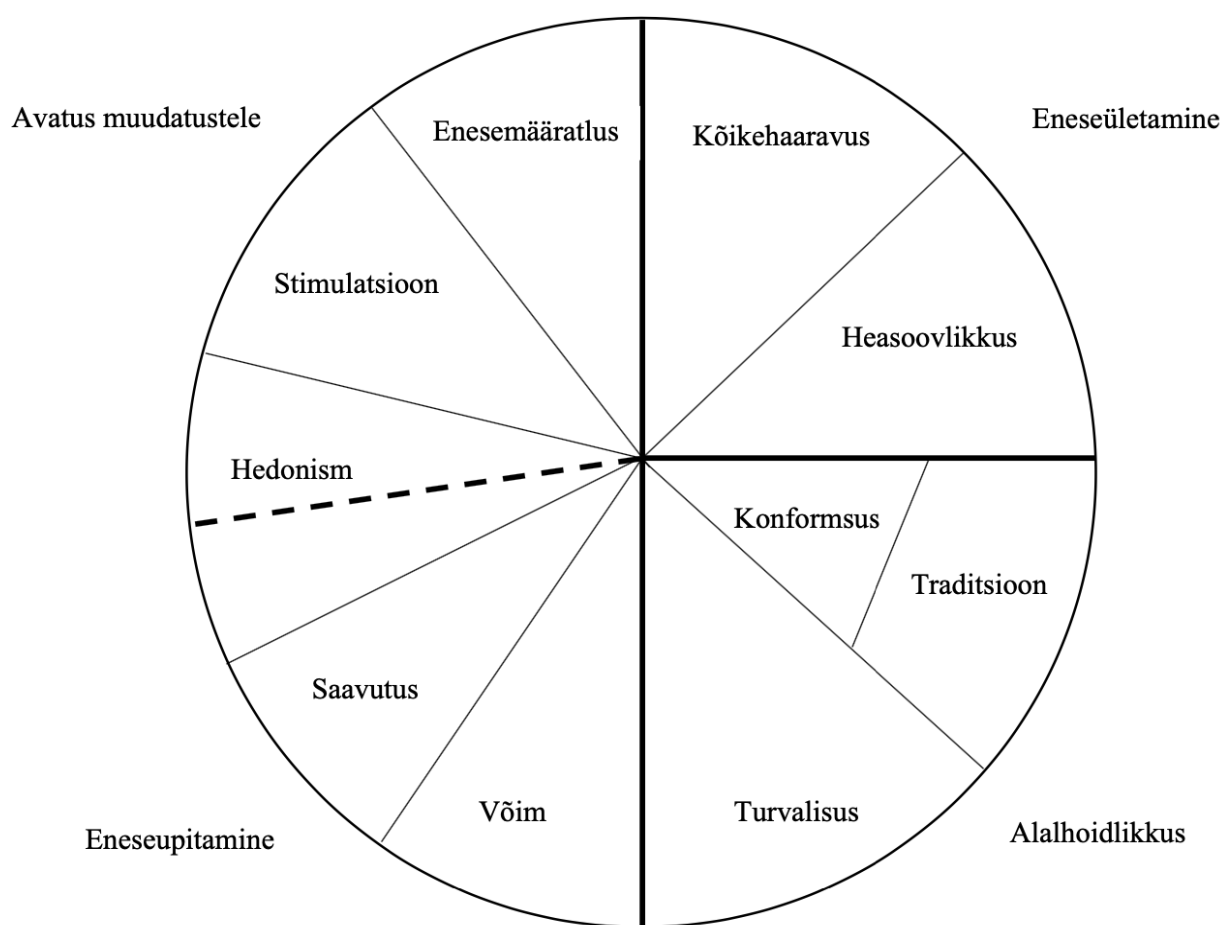 Avatus muudatustele
Eneseületamine
Enesemääratlus
Kõikehaaravus
Stimulatsioon
Heasoovlikkus
Hedonism
Konformsus
Traditsioon
Saavutus
Võim
Turvalisus
Eneseupitamine
Alalhoidlikkus